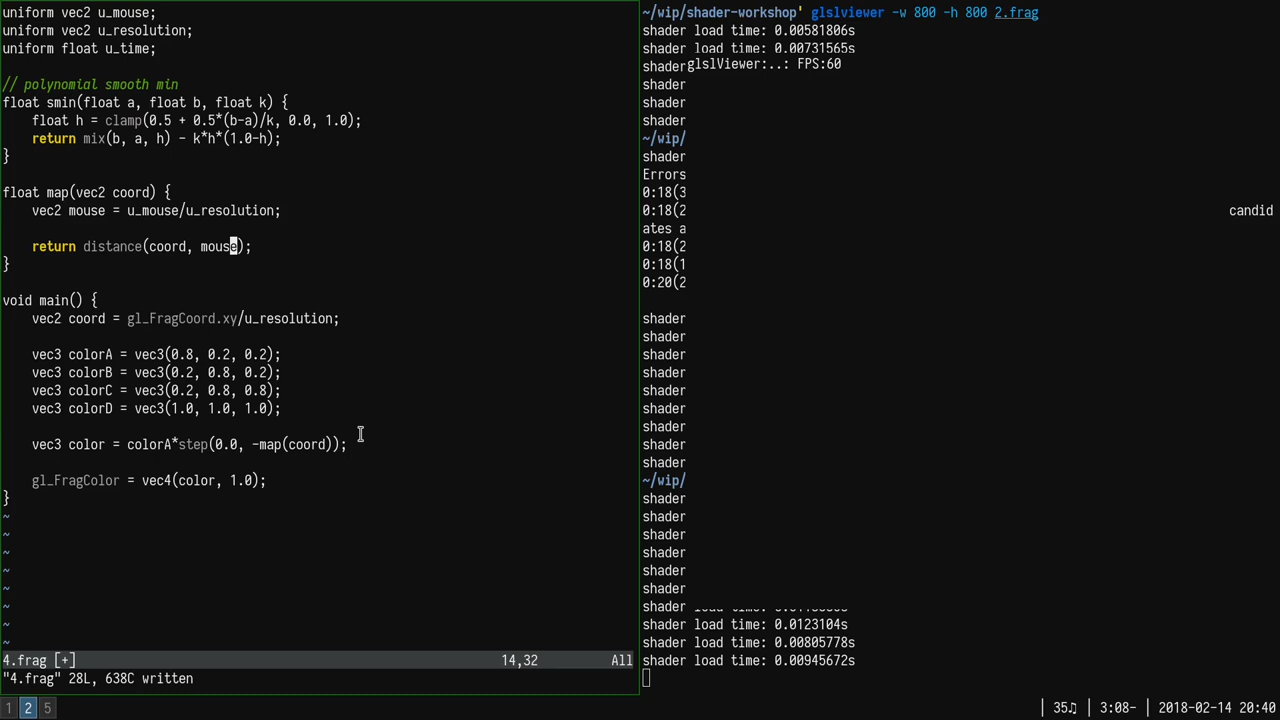 uniform vec2 u_mouse;
uniform vec2 u_resolution;
uniform float u_time;
// polynomial smooth min
float smin(float a, float b, float k) {
    float h = clamp(0.5 + 0.5*(b-a)/k, 0.0, 1.0);
    return mix(b, a, h) - k*h*(1.0-h);
}
float map(vec2 coord) {
    vec2 mouse = u_mouse/u_resolution;
    return distance(coord, mouse);
}
void main() {
    vec2 coord = gl_FragCoord.xy/u_resolution;
    vec3 colorA = vec3(0.8, 0.2, 0.2);
    vec3 colorB = vec3(0.2, 0.8, 0.2);
    vec3 colorC = vec3(0.2, 0.8, 0.8);
    vec3 colorD = vec3(1.0, 1.0, 1.0);
    vec3 color = colorA*step(0.0, -map(coord));
    gl_FragColor = vec4(color, 1.0);
}
~
~
~
~
~
~
~
~
4.frag [+] 14,32 All
"4.frag" 28L, 638C written
~/wip/shader-workshop' glslviewer -w 800 -h 800 2.frag
shader load time: 0.00581806s
shader load time: 0.00731565s
shader
glslViewer:..: FPS:60
shader
shader
shader
~/wip/
shader
Errors
0:18(3
0:18(2
candid
ates a
0:18(2
0:18(1
0:20(2
shader
shader
shader
shader
shader
shader
shader
shader
shader
~/wip/
shader
shader
shader
shader
shader
shader
shader load time:
shader load time: 0.0123104s
shader load time: 0.00805778s
shader load time: 0.00945672s
1 2 5
| 35♫ | 3:08- | 2018-02-14 20:40